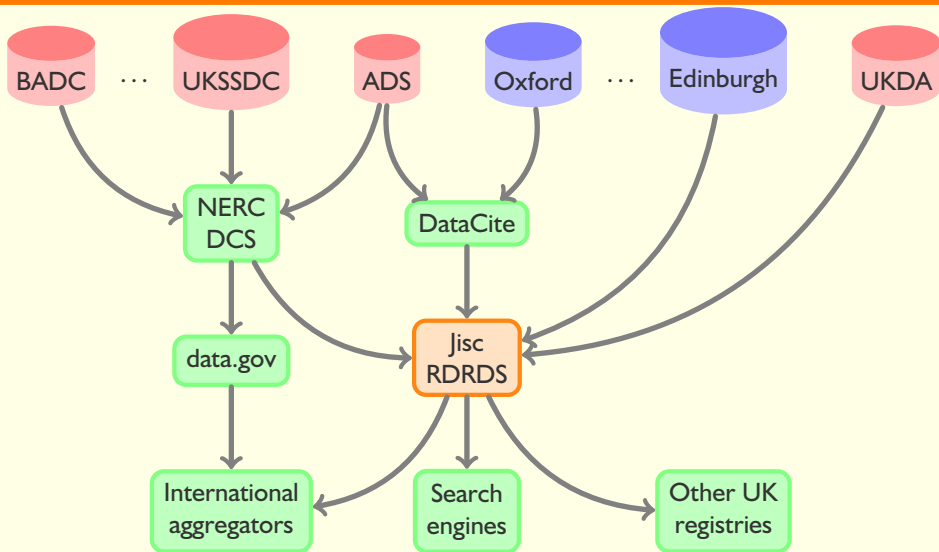 BADC
...
UKSSDC
ADS
Oxford
...
Edinburgh
UKDA
NERC
DCS
DataCite
data.gov
Jisc
RDRDS
International
aggregators
Search
engines
Other UK
registries